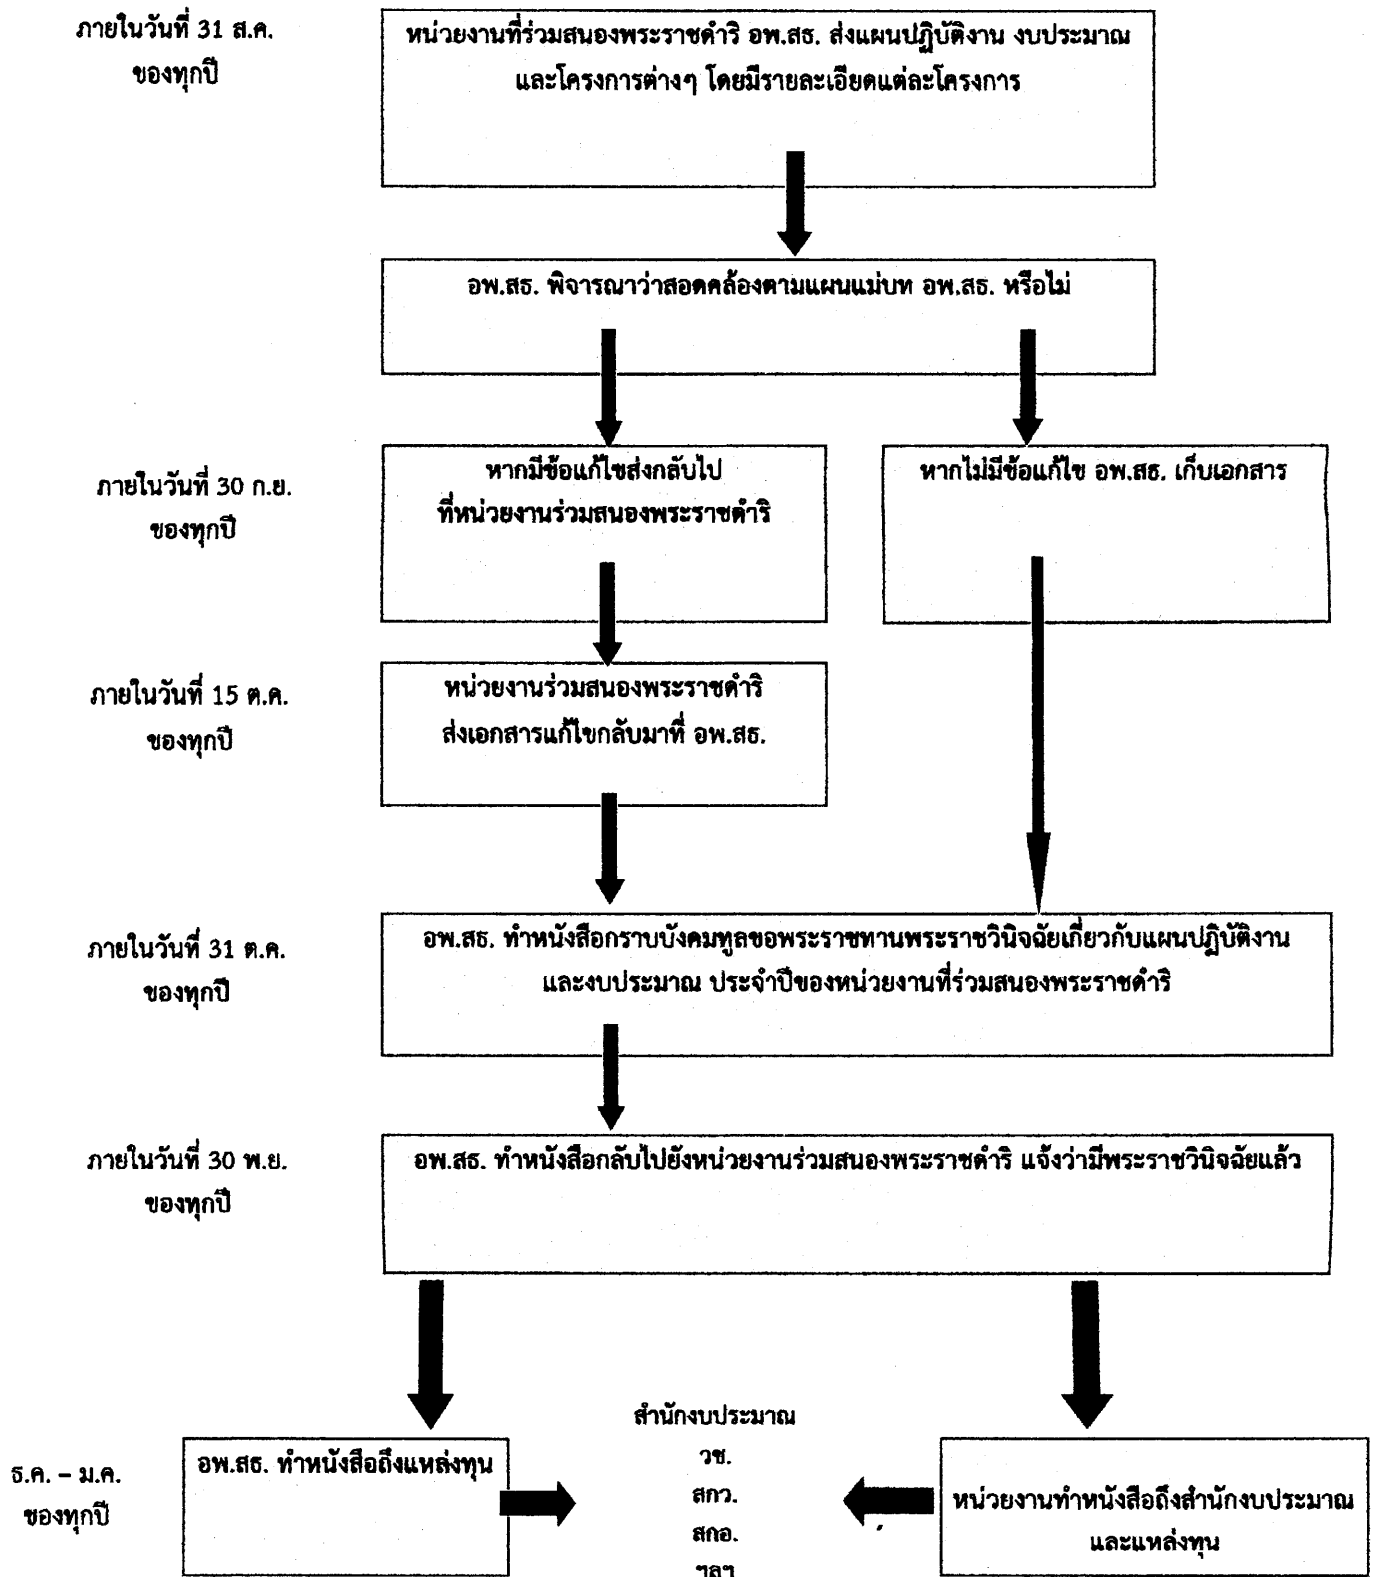 ภายในวันที่ 31 ส.ค.
ของทุกปี
หน่วยงานที่ร่วมสนองพระราชดำริ อพ.สธ. ส่งแผนปฏิบัติงาน งบประมาณ
และโครงการต่างๆ โดยมีรายละเอียดแต่ละโครงการ
อพ.สธ. พิจารณาว่าสอดคล้องตามแผนแม่บท อพ.สธ. หรือไม่
ภายในวันที่ 30 ก.ย.
ของทุกปี
หากมีข้อแก้ไขส่งกลับไป
ที่หน่วยงานร่วมสนองพระราชดำริ
หากไม่มีข้อแก้ไข อพ.สธ. เก็บเอกสาร
ภายในวันที่ 15 ต.ค.
ของทุกปี
หน่วยงานร่วมสนองพระราชดำริ
ส่งเอกสารแก้ไขกลับมาที่ อพ.สธ.
ภายในวันที่ 31 ต.ค.
ของทุกปี
อพ.สธ. ทำหนังสือกราบบังคมทูลขอพระราชทานพระราชวินิจฉัยเกี่ยวกับแผนปฏิบัติงาน
และงบประมาณ ประจำปีของหน่วยงานที่ร่วมสนองพระราชดำริ
ภายในวันที่ 30 พ.ย.
ของทุกปี
อพ.สธ. ทำหนังสือกลับไปยังหน่วยงานร่วมสนองพระราชดำริ แจ้งว่ามีพระราชวินิจฉัยแล้ว
ธ.ค. – ม.ค.
ของทุกปี
อพ.สธ. ทำหนังสือถึงแหล่งทุน
สำนักงบประมาณ
วช.
สกว.
สกอ.
ฯลฯ
หน่วยงานทำหนังสือถึงสำนักงบประมาณ
และแหล่งทุน